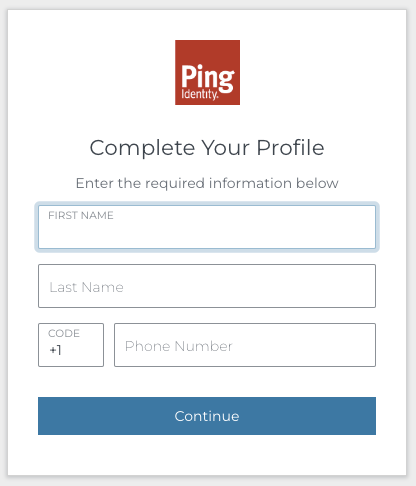 Ping
Identity.
Complete Your Profile
Enter the required information below
FIRST NAME
Last Name
CODE
+1
Phone Number
Continue